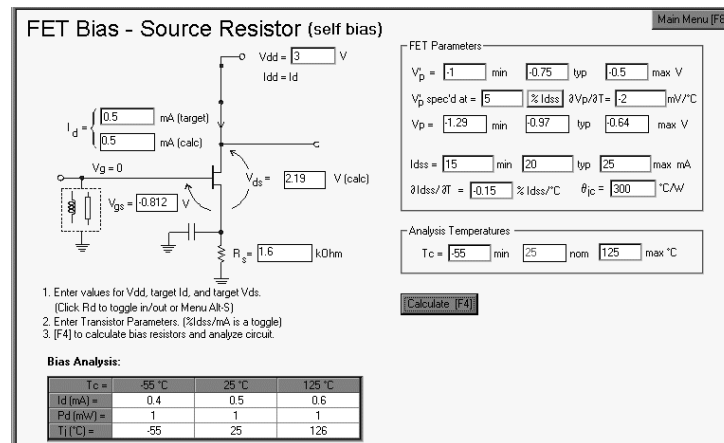 FET Bias - Source Resistor (self bias)
Main Menu [F8
Vdd = 3 V
Idd = Id
Id = { 0.5 mA (target)
0.5 mA (calc)
Vg = 0
Vds = 2.19 V (calc)
Vgs = -0.812 V
Rs = 1.6 kOhm
FET Parameters
V'p = -1 min -0.75 typ -0.5 max V
V'p spec'd at = 5 % Idss ∂Vp/∂T= -2 mV/°C
Vp = -1.29 min -0.97 typ -0.64 max V
Idss = 15 min 20 typ 25 max mA
∂Idss/∂T = -0.15 % Idss/°C θjc = 300 °C/W
Analysis Temperatures
Tc = -55 min 25 nom 125 max °C
1. Enter values for Vdd, target Id, and target Vds.
(Click Rd to toggle in/out or Menu Alt-S)
2. Enter Transistor Parameters. (%Idss/mA is a toggle)
3. [F4] to calculate bias resistors and analyze circuit.
Calculate [F4]
Bias Analysis:
Tc = -55 °C 25 °C 125 °C
Id (mA) = 0.4 0.5 0.6
Pd (mW) = 1 1 1
Tj (°C) = -55 25 126